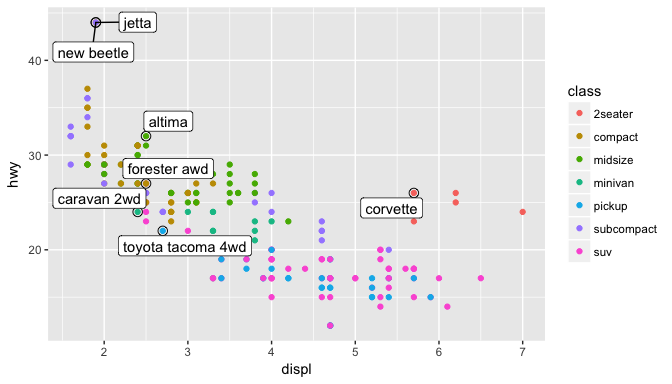 jetta
new beetle
altima
forester awd
caravan 2wd
corvette
toyota tacoma 4wd
hwy
40
30
20
2
3
4
5
6
7
displ
class
2seater
compact
midsize
minivan
pickup
subcompact
suv